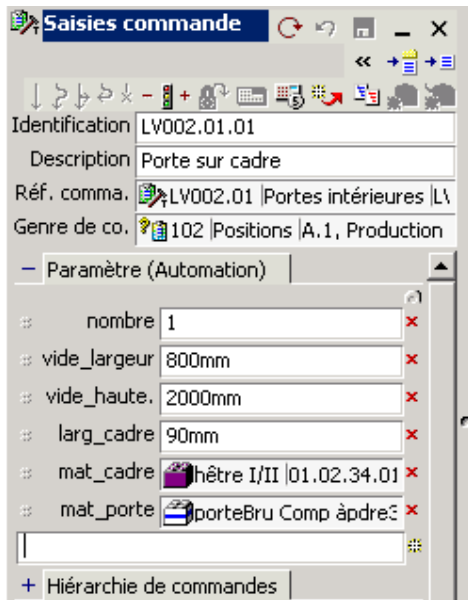 Saisies commande
Identification LV002.01.01
Description Porte sur cadre
Réf. comma. LV002.01 |Portes intérieures |LV
Genre de co. 102 |Positions |A.1, Production
− Paramètre (Automation)
nombre 1
vide_largeur 800mm
vide_haute. 2000mm
larg_cadre 90mm
mat_cadre hêtre I/II |01.02.34.01
mat_porte porteBru Comp àpdre3
+ Hiérarchie de commandes